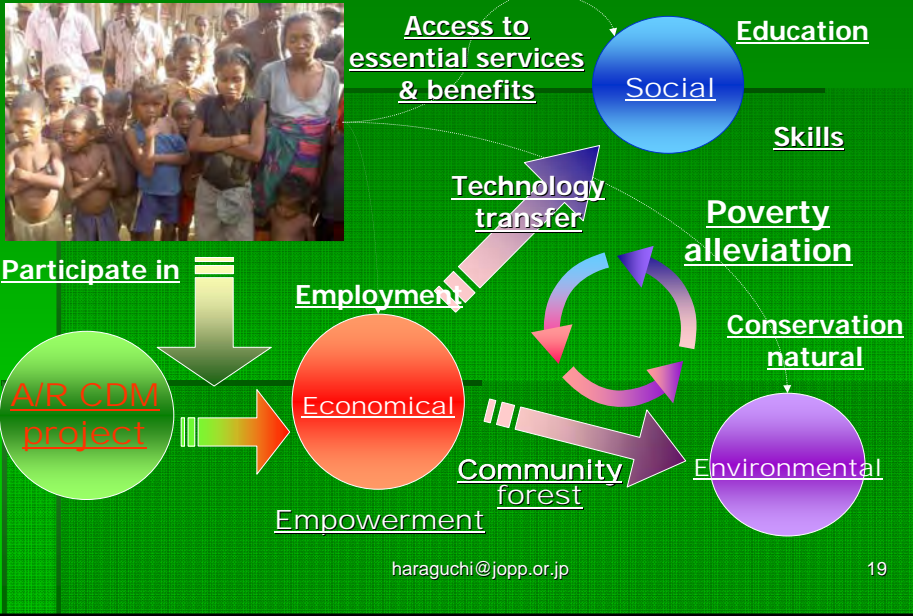 Access to
essential services
& benefits
Education
Social
Skills
Technology
transfer
Poverty
alleviation
Participate in
Employment
Conservation
natural
A/R CDM
project
Economical
Community
forest
Environmental
Empowerment
haraguchi@jopp.or.jp
19